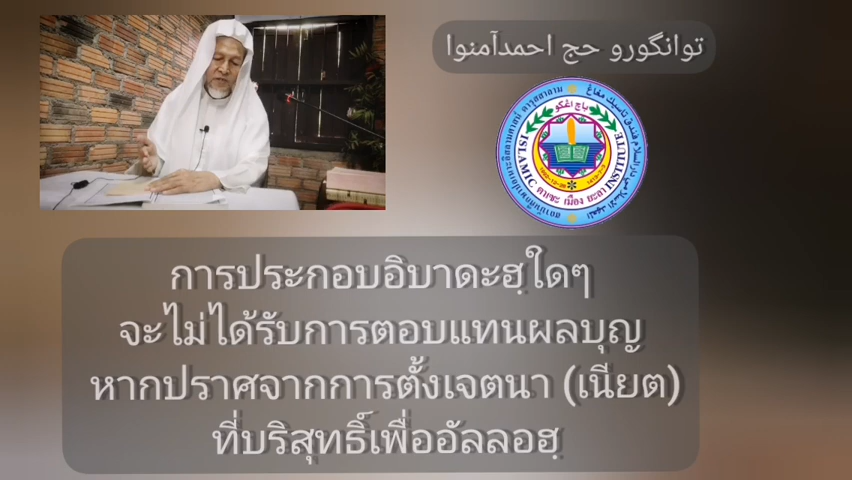 توانگورو حج احمدآمنوا
ISLAMIC INSTITUTE
การประกอบอิบาดะฮฺใดๆ
จะไม่ได้รับการตอบแทนผลบุญ
หากปราศจากการตั้งเจตนา (เนียต)
ที่บริสุทธิ์เพื่ออัลลอฮฺ